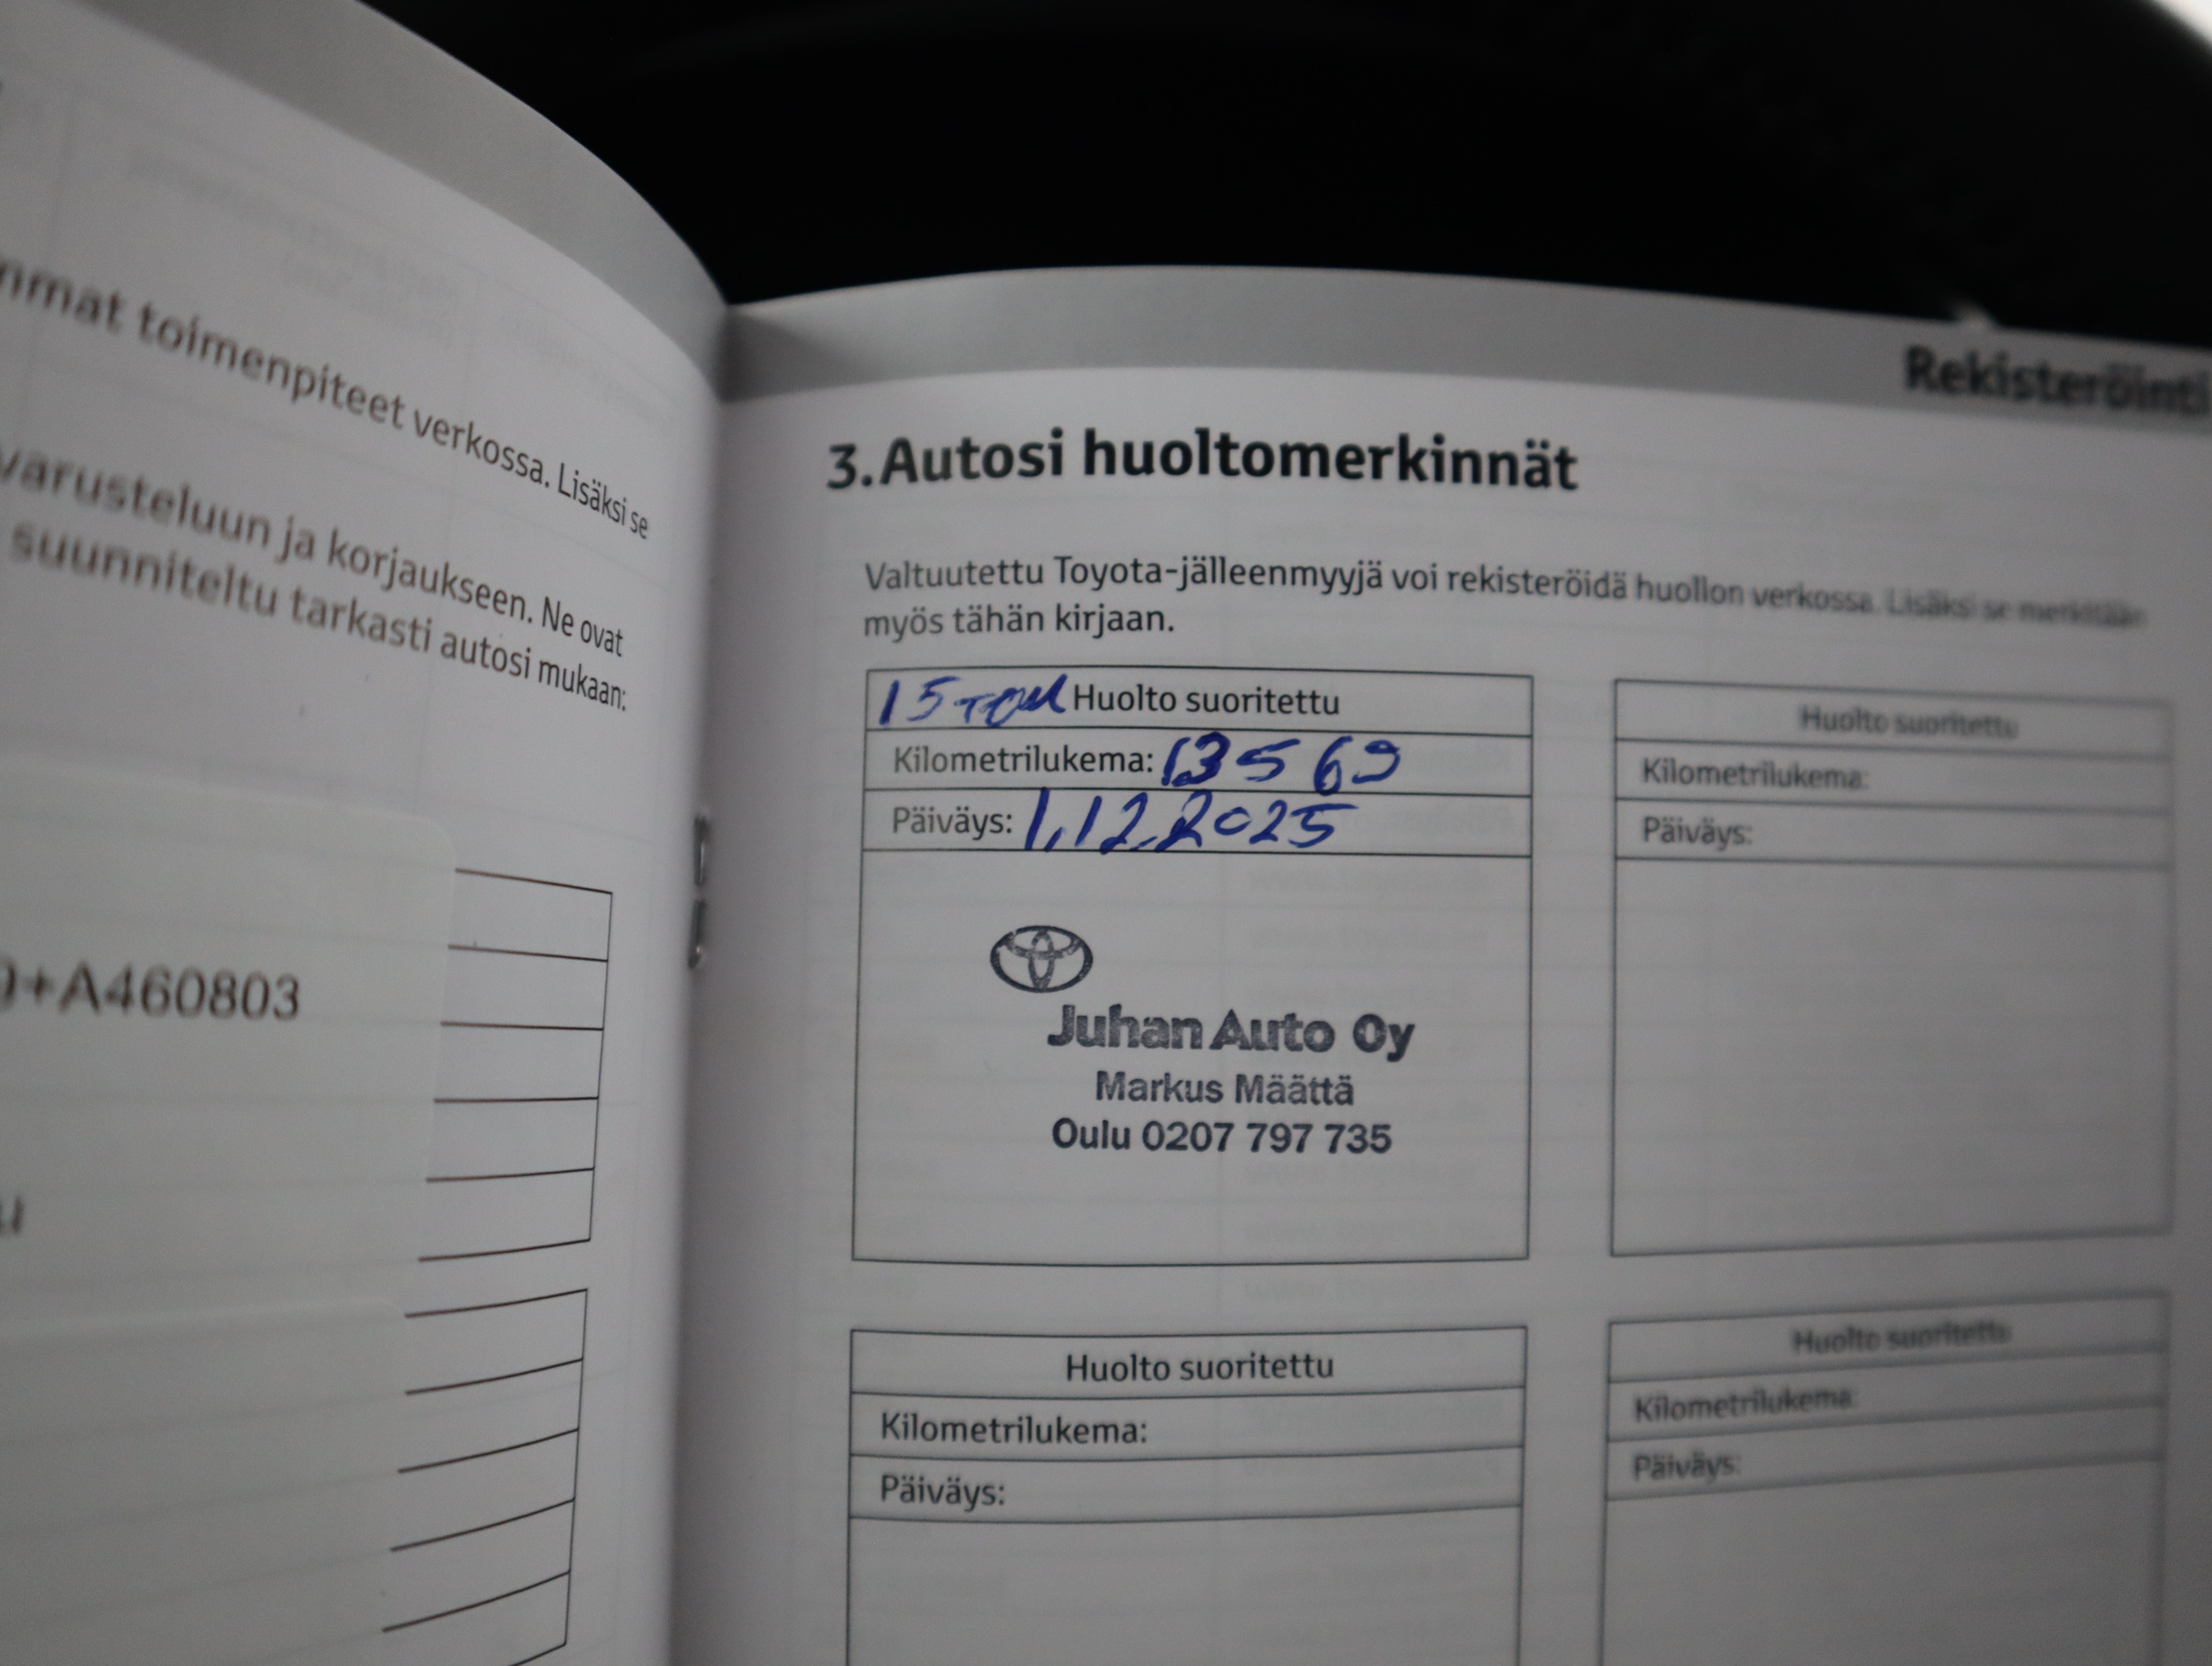 toimenpiteet verkossa. Lisäksi se
varusteluun ja korjaukseen. Ne ovat
suunniteltu tarkasti autosi mukaan:
+A460803
Rekisteröinti
3. Autosi huoltomerkinnät
Valtuutettu Toyota-jälleenmyyjä voi rekisteröidä huollon verkossa. Lisäksi se merkitään
myös tähän kirjaan.
15 TKM Huolto suoritettu
Kilometrilukema: 13569
Päiväys: 1.12.2025
Juhan Auto Oy
Markus Määttä
Oulu 0207 797 735
Huolto suoritettu
Kilometrilukema:
Päiväys:
Huolto suoritettu
Kilometrilukema:
Päiväys:
Huolto suoritettu
Kilometrilukema:
Päiväys: